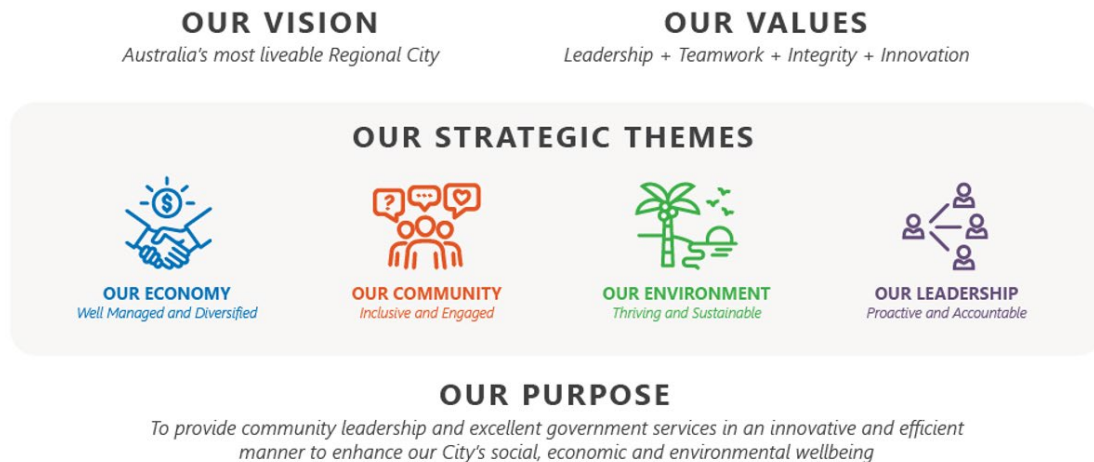 OUR VISION
Australia's most liveable Regional City
OUR VALUES
Leadership + Teamwork + Integrity + Innovation
OUR STRATEGIC THEMES
$
?
OUR ECONOMY
Well Managed and Diversified
OUR COMMUNITY
Inclusive and Engaged
OUR ENVIRONMENT
Thriving and Sustainable
OUR LEADERSHIP
Proactive and Accountable
OUR PURPOSE
To provide community leadership and excellent government services in an innovative and efficient
manner to enhance our City's social, economic and environmental wellbeing